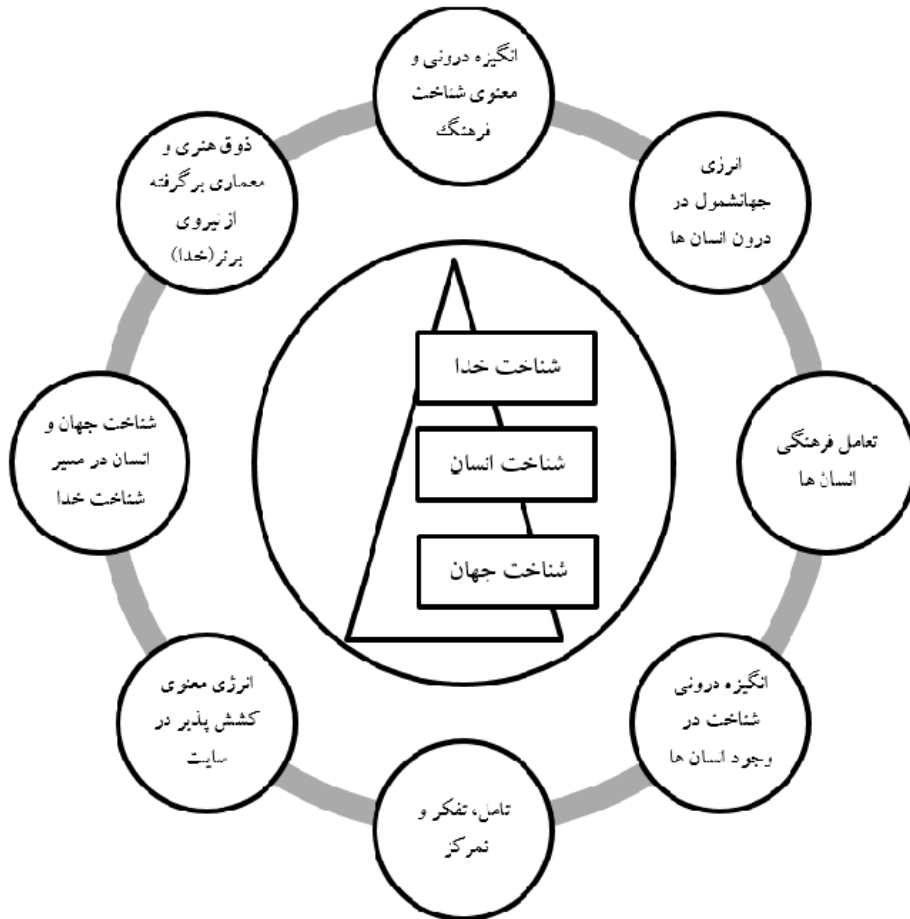 انگیزه درونی و
معنوی شناخت
فرهنگ
انرژی
جهانشمول در
درون انسان ها
تعامل فرهنگی
انسان ها
انگیزه درونی
شناخت در
وجود انسان ها
تامل، تفکر و
تمرکز
انرژی معنوی
کشش پذیر در
سایت
شناخت جهان و
انسان در مسیر
شناخت خدا
ذوق هنری و
معماری برگرفته
از نیروی
برتر(خدا)
شناخت خدا
شناخت انسان
شناخت جهان